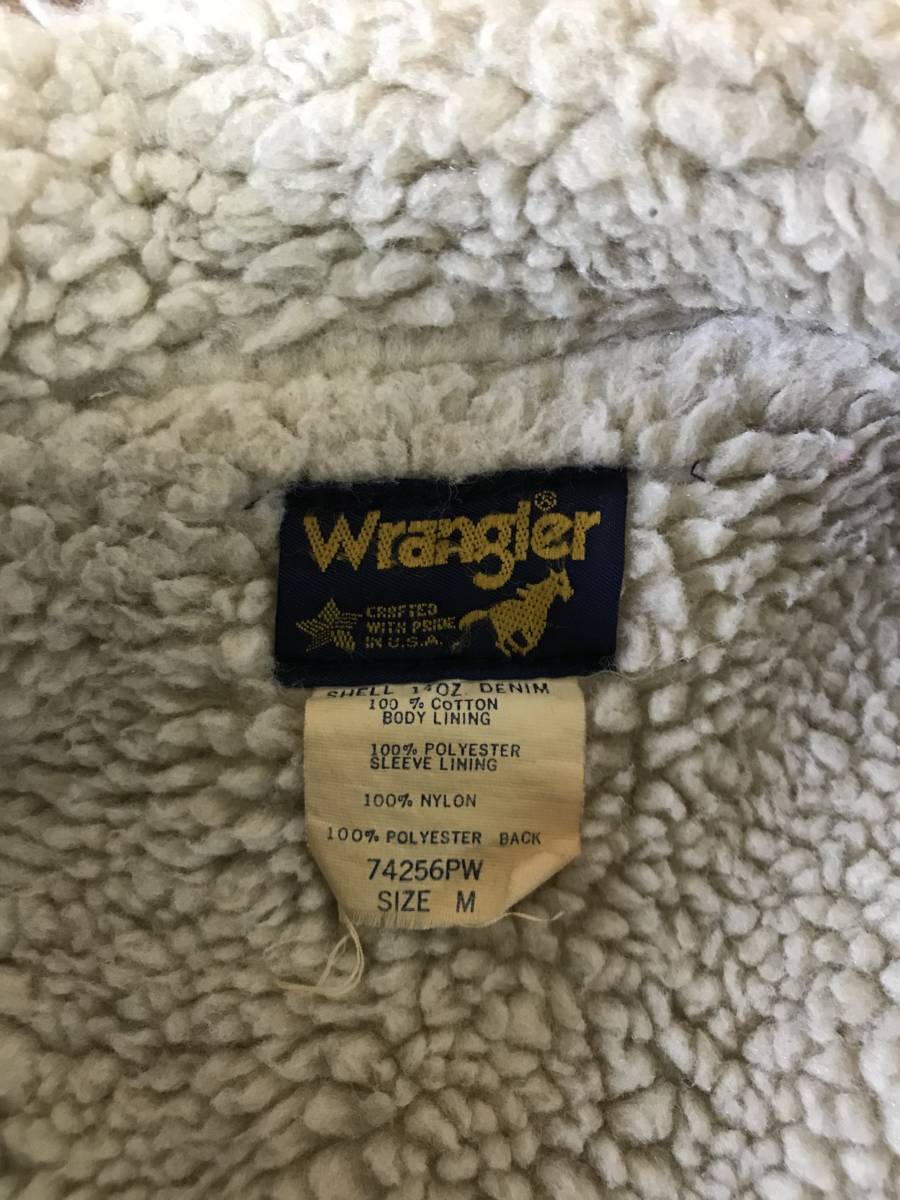 Wrangler®
CRAFTED
WITH PRIDE
IN U.S.A.
SHELL 14OZ. DENIM
100 % COTTON
BODY LINING
100% POLYESTER
SLEEVE LINING
100% NYLON
100% POLYESTER BACK
74256PW
SIZE M